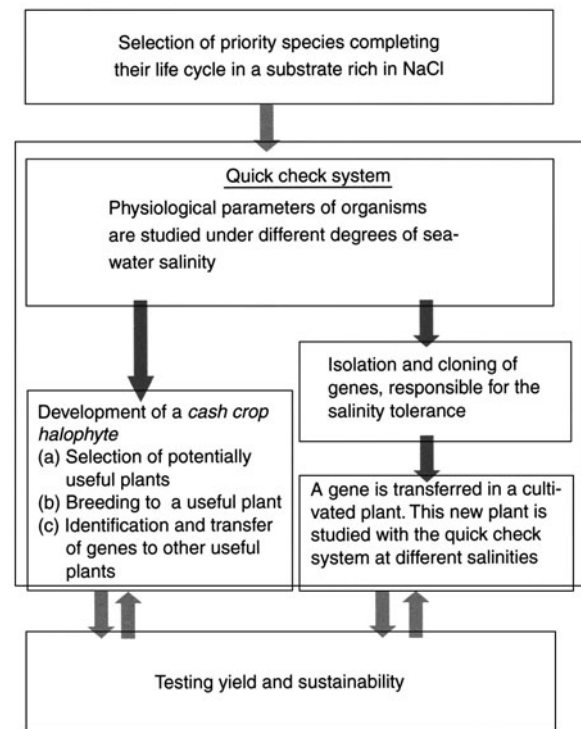 Selection of priority species completing
their life cycle in a substrate rich in NaCl
Quick check system
Physiological parameters of organisms
are studied under different degrees of sea-
water salinity
Isolation and cloning of
genes, responsible for the
salinity tolerance
Development of a cash crop
halophyte
(a) Selection of potentially
useful plants
(b) Breeding to a useful plant
(c) Identification and transfer
of genes to other useful
plants
A gene is transferred in a culti-
vated plant. This new plant is
studied with the quick check
system at different salinities
Testing yield and sustainability